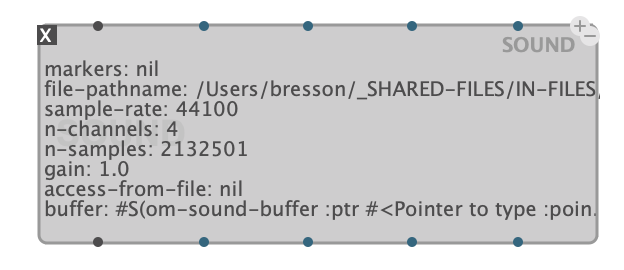 X
SOUND
markers: nil
file-pathname: /Users/bresson/_SHARED-FILES/IN-FILES/
sample-rate: 44100
n-channels: 4
n-samples: 2132501
gain: 1.0
access-from-file: nil
buffer: #S(om-sound-buffer :ptr #<Pointer to type :poin.